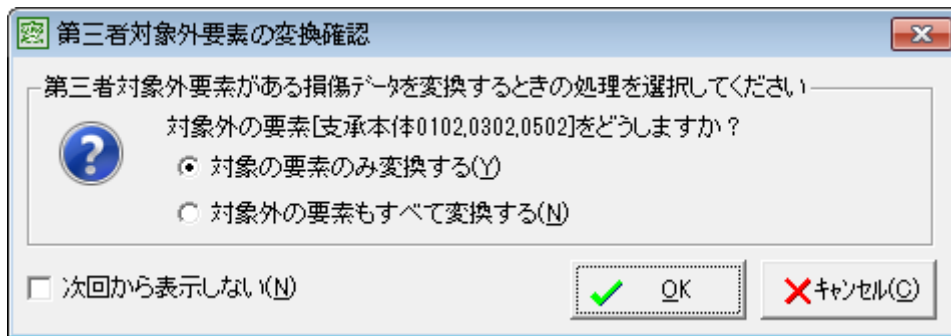 第三者対象外要素の変換確認
第三者対象外要素がある損傷データを変換するときの処理を選択してください
対象外の要素[支承本体0102,0302,0502]をどうしますか？
対象の要素のみ変換する(Y)
対象外の要素もすべて変換する(N)
次回から表示しない(N)
OK
キャンセル(C)